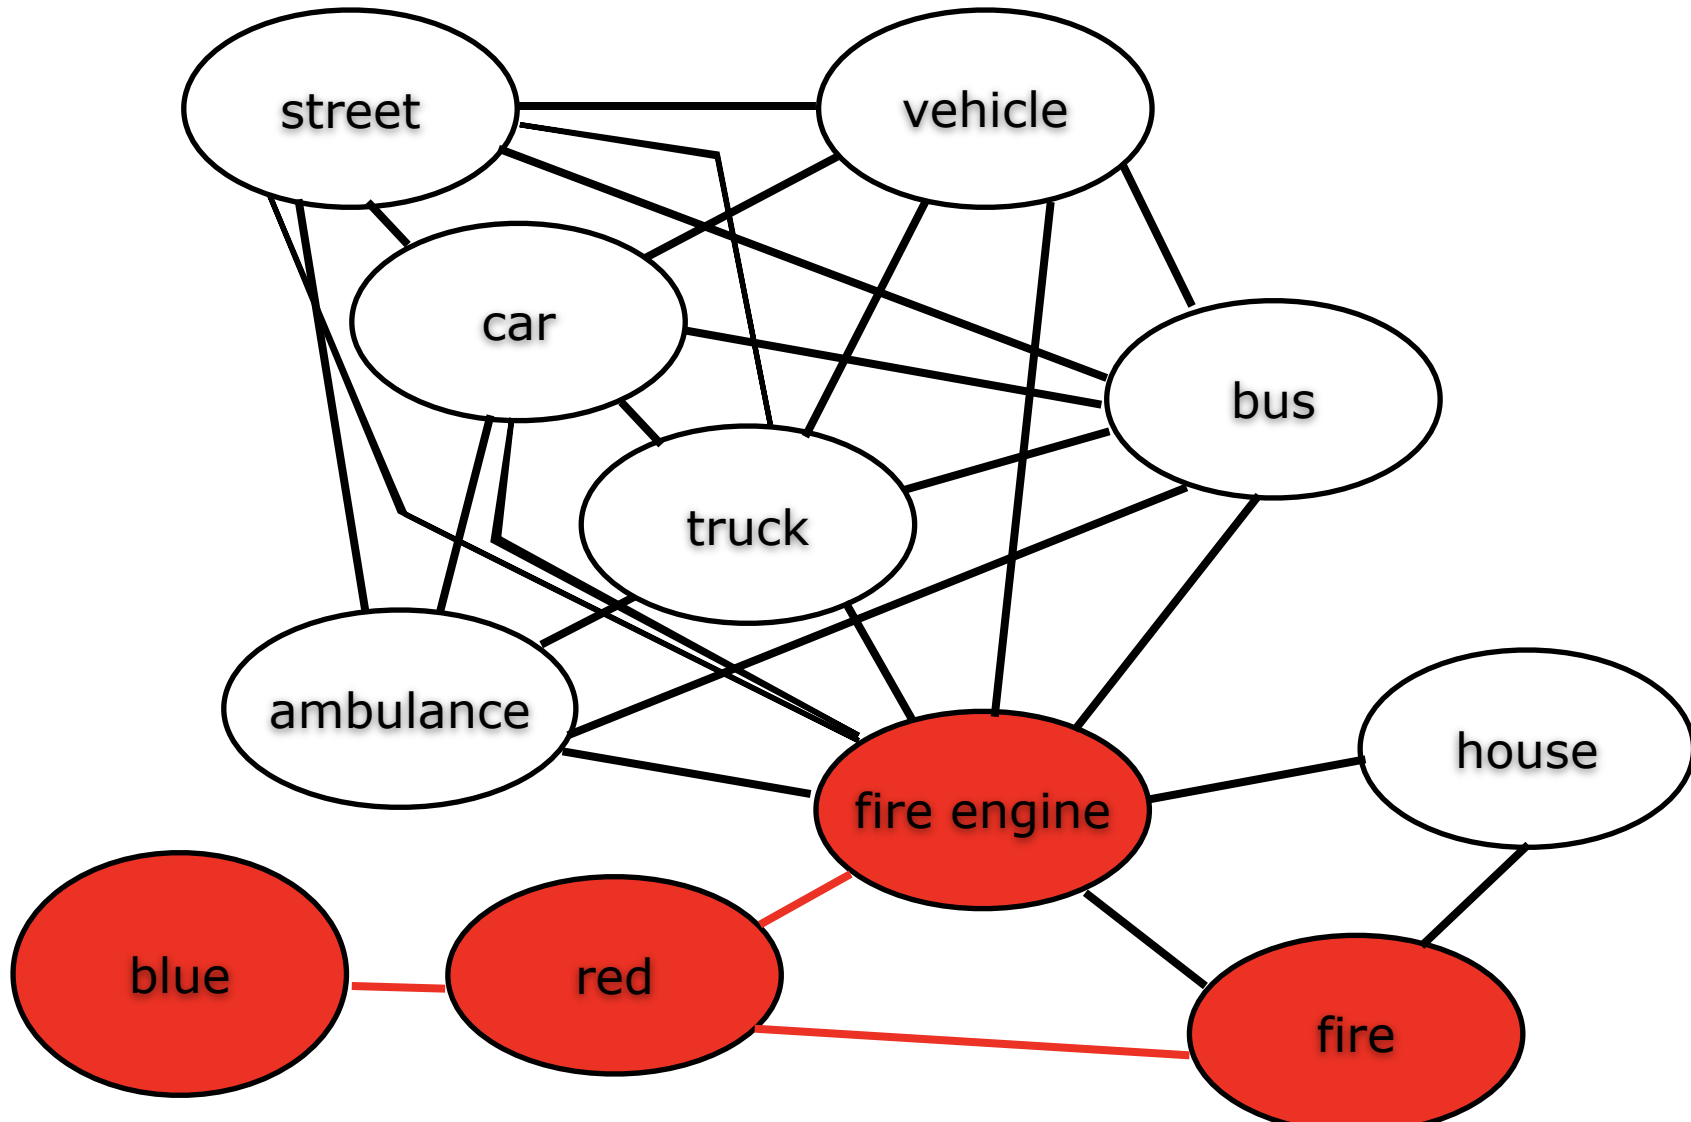 street
vehicle
car
bus
truck
ambulance
house
fire engine
blue
red
fire